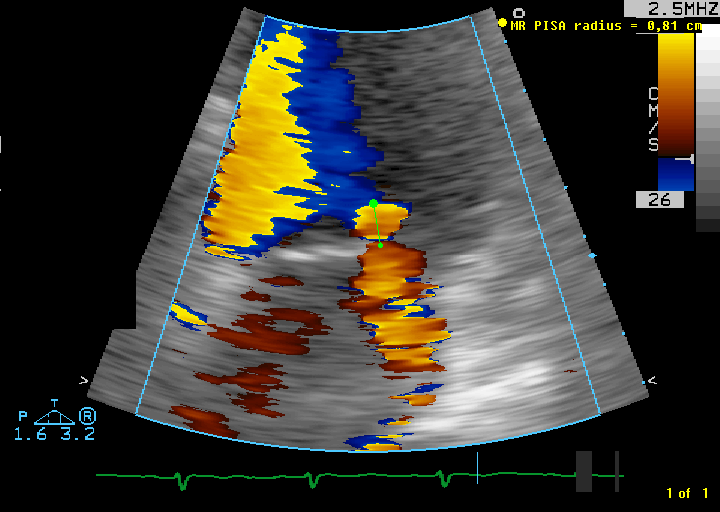 2.5MHZ
MR PISA radius = 0.81 cm
C
M
/
S
26
P T R
1.6 3.2
1 of 1